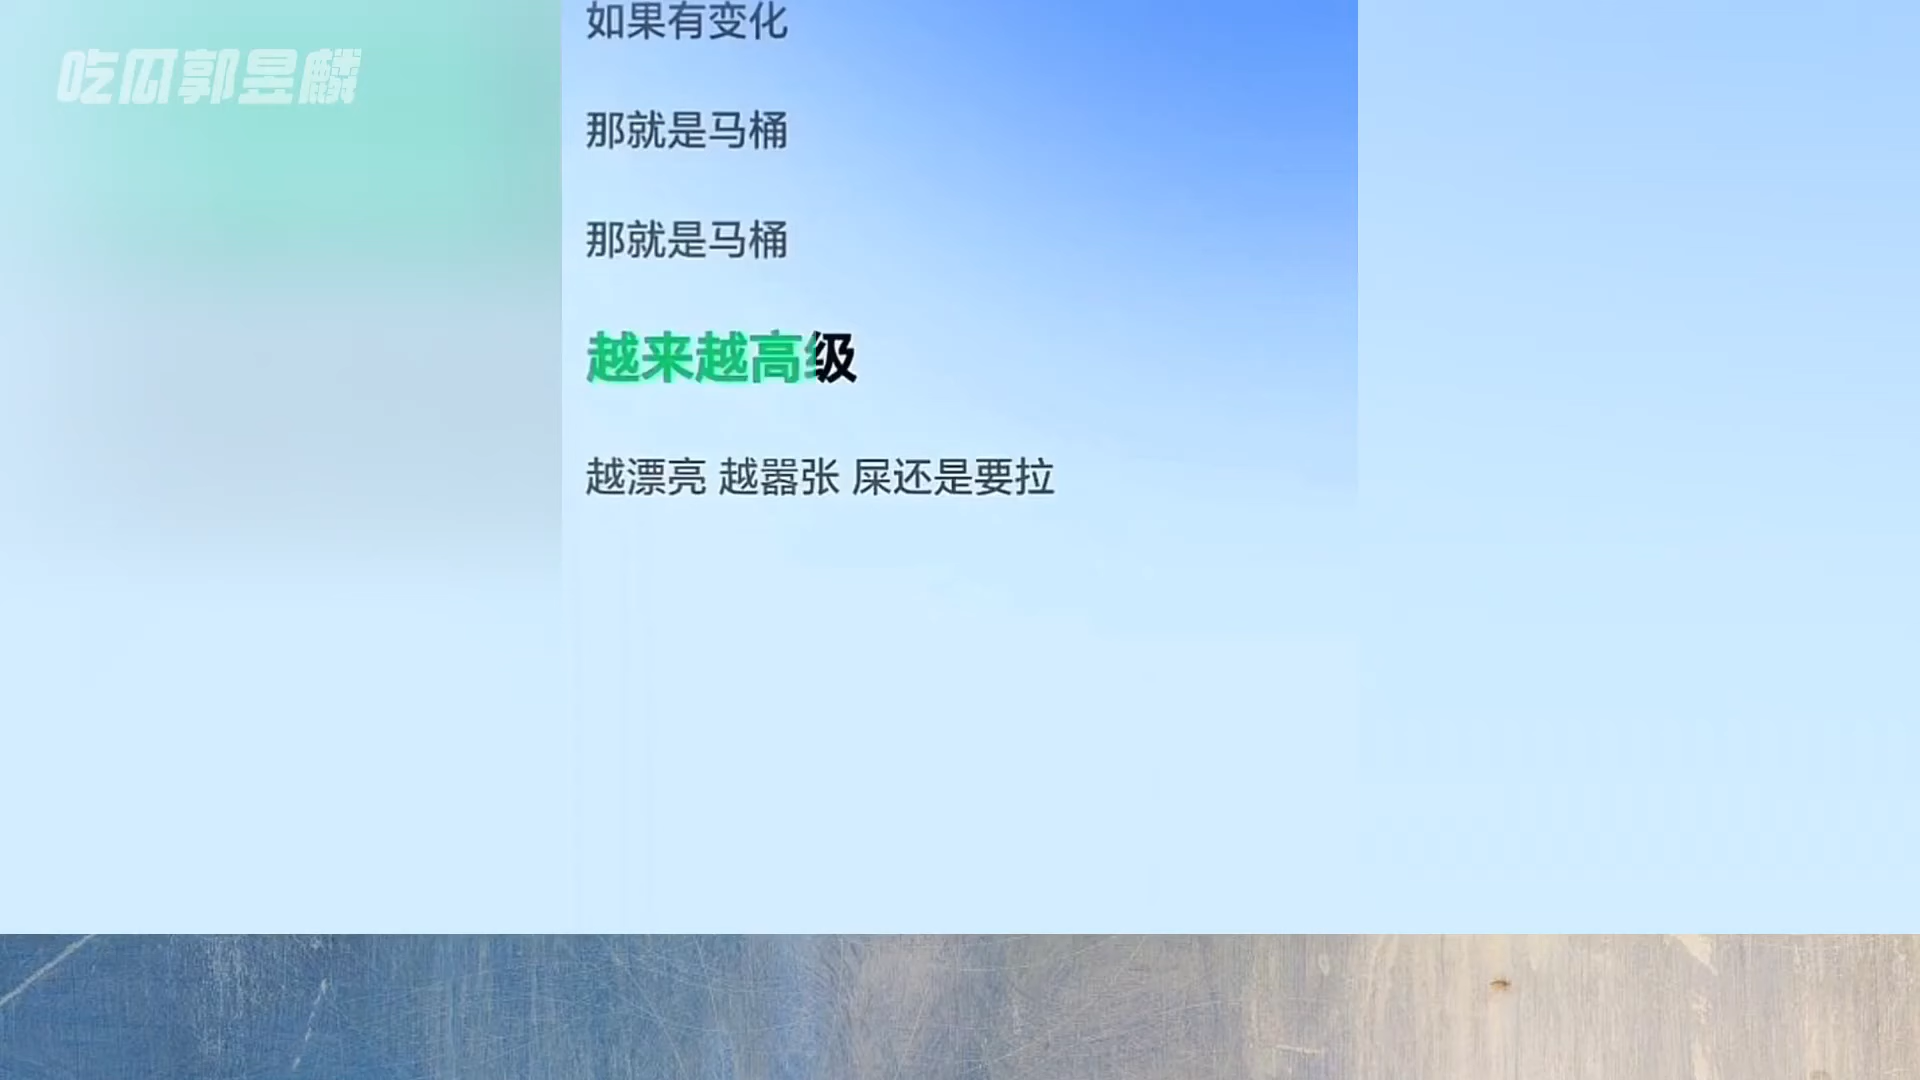 吃瓜郭昱麟
如果有变化
那就是马桶
那就是马桶
越来越高级
越漂亮 越嚣张 屎还是要拉